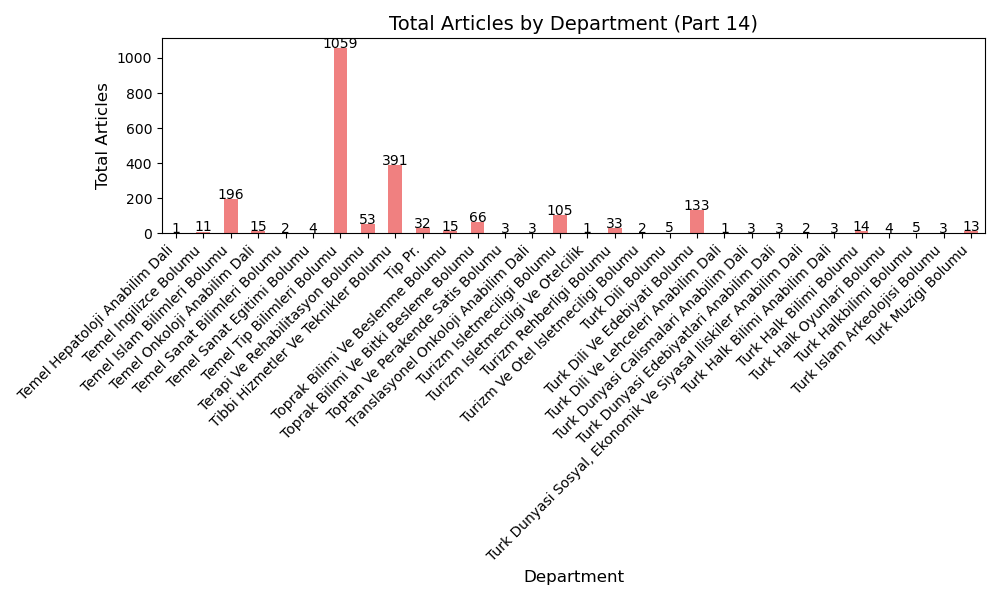 Total Articles by Department (Part 14)
Total Articles
1000
800
600
400
200
0
1
11
196
15
2
4
1059
53
391
32
15
66
3
3
105
1
33
2
5
133
1
3
3
2
3
14
4
5
3
13
Temel Hepatoloji Anabilim Dali
Temel Ingilizce Bolumu
Temel Islam Bilimleri Bolumu
Temel Onkoloji Anabilim Dali
Temel Sanat Bilimleri Bolumu
Temel Sanat Egitimi Bolumu
Temel Tip Bilimleri Bolumu
Terapi Ve Rehabilitasyon Bolumu
Tibbi Hizmetler Ve Teknikler Bolumu
Tip Pr.
Toprak Bilimi Ve Beslenme Bolumu
Toprak Bilimi Ve Bitki Besleme Bolumu
Toptan Ve Perakende Satis Bolumu
Translasyonel Onkoloji Anabilim Dali
Turizm Isletmeciligi Bolumu
Turizm Isletmeciligi Ve Otelcilik
Turizm Rehberligi Bolumu
Turizm Ve Otel Isletmeciligi Bolumu
Turk Dili Bolumu
Turk Dili Ve Edebiyati Bolumu
Turk Dili Ve Lehceleri Anabilim Dali
Turk Dunyasi Calismalari Anabilim Dali
Turk Dunyasi Edebiyatlari Anabilim Dali
Turk Dunyasi Sosyal, Ekonomik Ve Siyasal Iliskiler Anabilim Dali
Turk Halk Bilimi Anabilim Dali
Turk Halk Bilimi Bolumu
Turk Halk Oyunlari Bolumu
Turk Halkbilimi Bolumu
Turk Islam Arkeolojisi Bolumu
Turk Muzigi Bolumu
Department